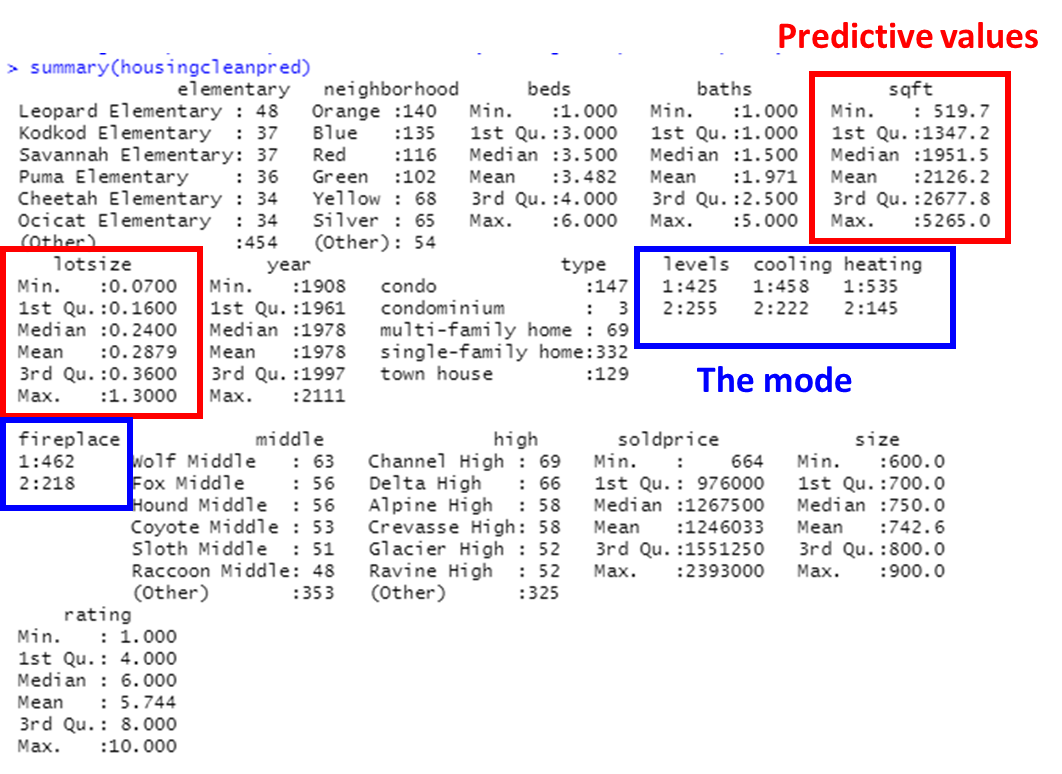 Predictive values
> summary(housingcleanpred)
elementary neighborhood beds baths sqft
Leopard Elementary : 48 Orange :140 Min. :1.000 Min. :1.000 Min. : 519.7
Kodkod Elementary : 37 Blue :135 1st Qu.:3.000 1st Qu.:1.000 1st Qu.:1347.2
Savannah Elementary: 37 Red :116 Median :3.500 Median :1.500 Median :1951.5
Puma Elementary : 36 Green :102 Mean :3.482 Mean :1.971 Mean :2126.2
Cheetah Elementary : 34 Yellow : 68 3rd Qu.:4.000 3rd Qu.:2.500 3rd Qu.:2677.8
Ocicat Elementary : 34 Silver : 65 Max. :6.000 Max. :5.000 Max. :5265.0
(Other) :454 (Other): 54
lotsize year type levels cooling heating
Min. :0.0700 Min. :1908 condo :147 1:425 1:458 1:535
1st Qu.:0.1600 1st Qu.:1961 condominium : 3 2:255 2:222 2:145
Median :0.2400 Median :1978 multi-family home : 69
Mean :0.2879 Mean :1978 single-family home:332
3rd Qu.:0.3600 3rd Qu.:1997 town house :129
Max. :1.3000 Max. :2111
The mode
fireplace middle high soldprice size
1:462 Wolf Middle : 63 Channel High : 69 Min. : 664 Min. :600.0
2:218 Fox Middle : 56 Delta High : 66 1st Qu.: 976000 1st Qu.:700.0
Hound Middle : 56 Alpine High : 58 Median :1267500 Median :750.0
Coyote Middle : 53 Crevasse High: 58 Mean :1246033 Mean :742.6
Sloth Middle : 51 Glacier High : 52 3rd Qu.:1551250 3rd Qu.:800.0
Raccoon Middle: 48 Ravine High : 52 Max. :2393000 Max. :900.0
(Other) :353 (Other) :325
rating
Min. : 1.000
1st Qu.: 4.000
Median : 6.000
Mean : 5.744
3rd Qu.: 8.000
Max. :10.000